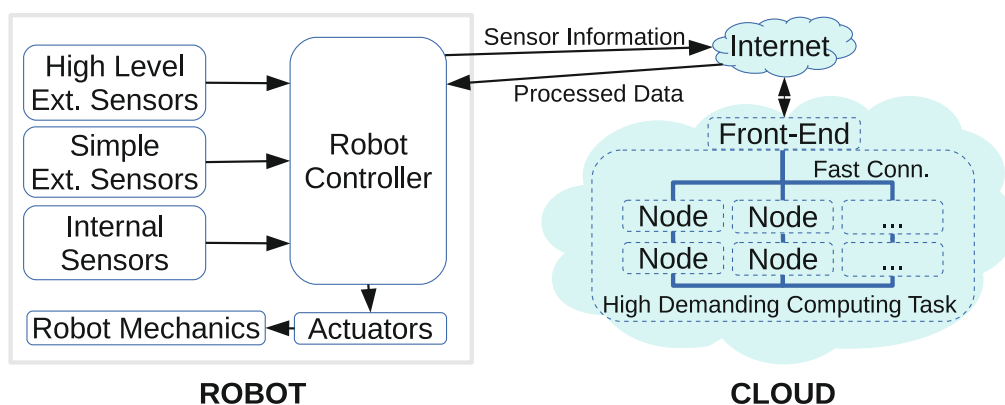 High Level
Ext. Sensors
Simple
Ext. Sensors
Internal
Sensors
Robot
Controller
Robot Mechanics
Actuators
ROBOT
Sensor Information
Processed Data
Internet
Front-End
Fast Conn.
Node Node ...
Node Node ...
High Demanding Computing Task
CLOUD